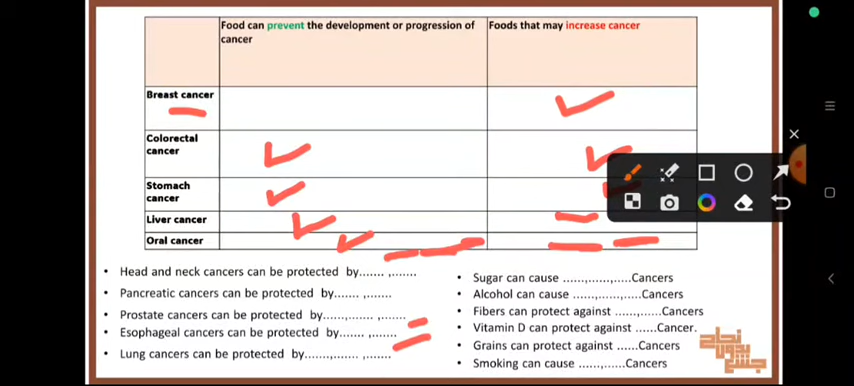 Food can prevent the development or progression of
cancer
Foods that may increase cancer
Breast cancer
Colorectal
cancer
Stomach
cancer
Liver cancer
Oral cancer
• Head and neck cancers can be protected by....... ,.......
• Pancreatic cancers can be protected by....... ,.......
• Prostate cancers can be protected by......,.......,.......
• Esophageal cancers can be protected by....... ,.......
• Lung cancers can be protected by........,....... ,.......
• Sugar can cause ......,......,.....Cancers
• Alcohol can cause ......,......,.....Cancers
• Fibers can protect against ......,......Cancers
• Vitamin D can protect against ......Cancer.
• Grains can protect against ......Cancers
• Smoking can cause .......,......Cancers